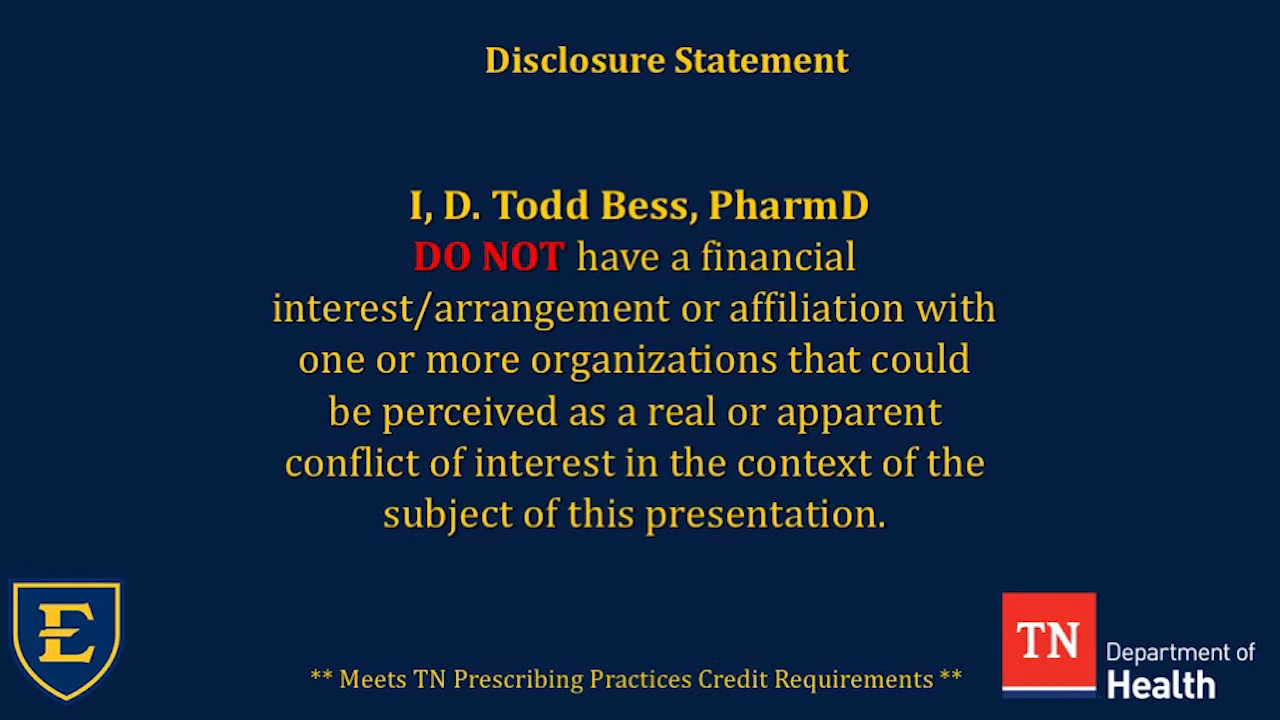 Disclosure Statement
I, D. Todd Bess, PharmD
DO NOT have a financial
interest/arrangement or affiliation with
one or more organizations that could
be perceived as a real or apparent
conflict of interest in the context of the
subject of this presentation.
E
** Meets TN Prescribing Practices Credit Requirements **
TN
Department of
Health